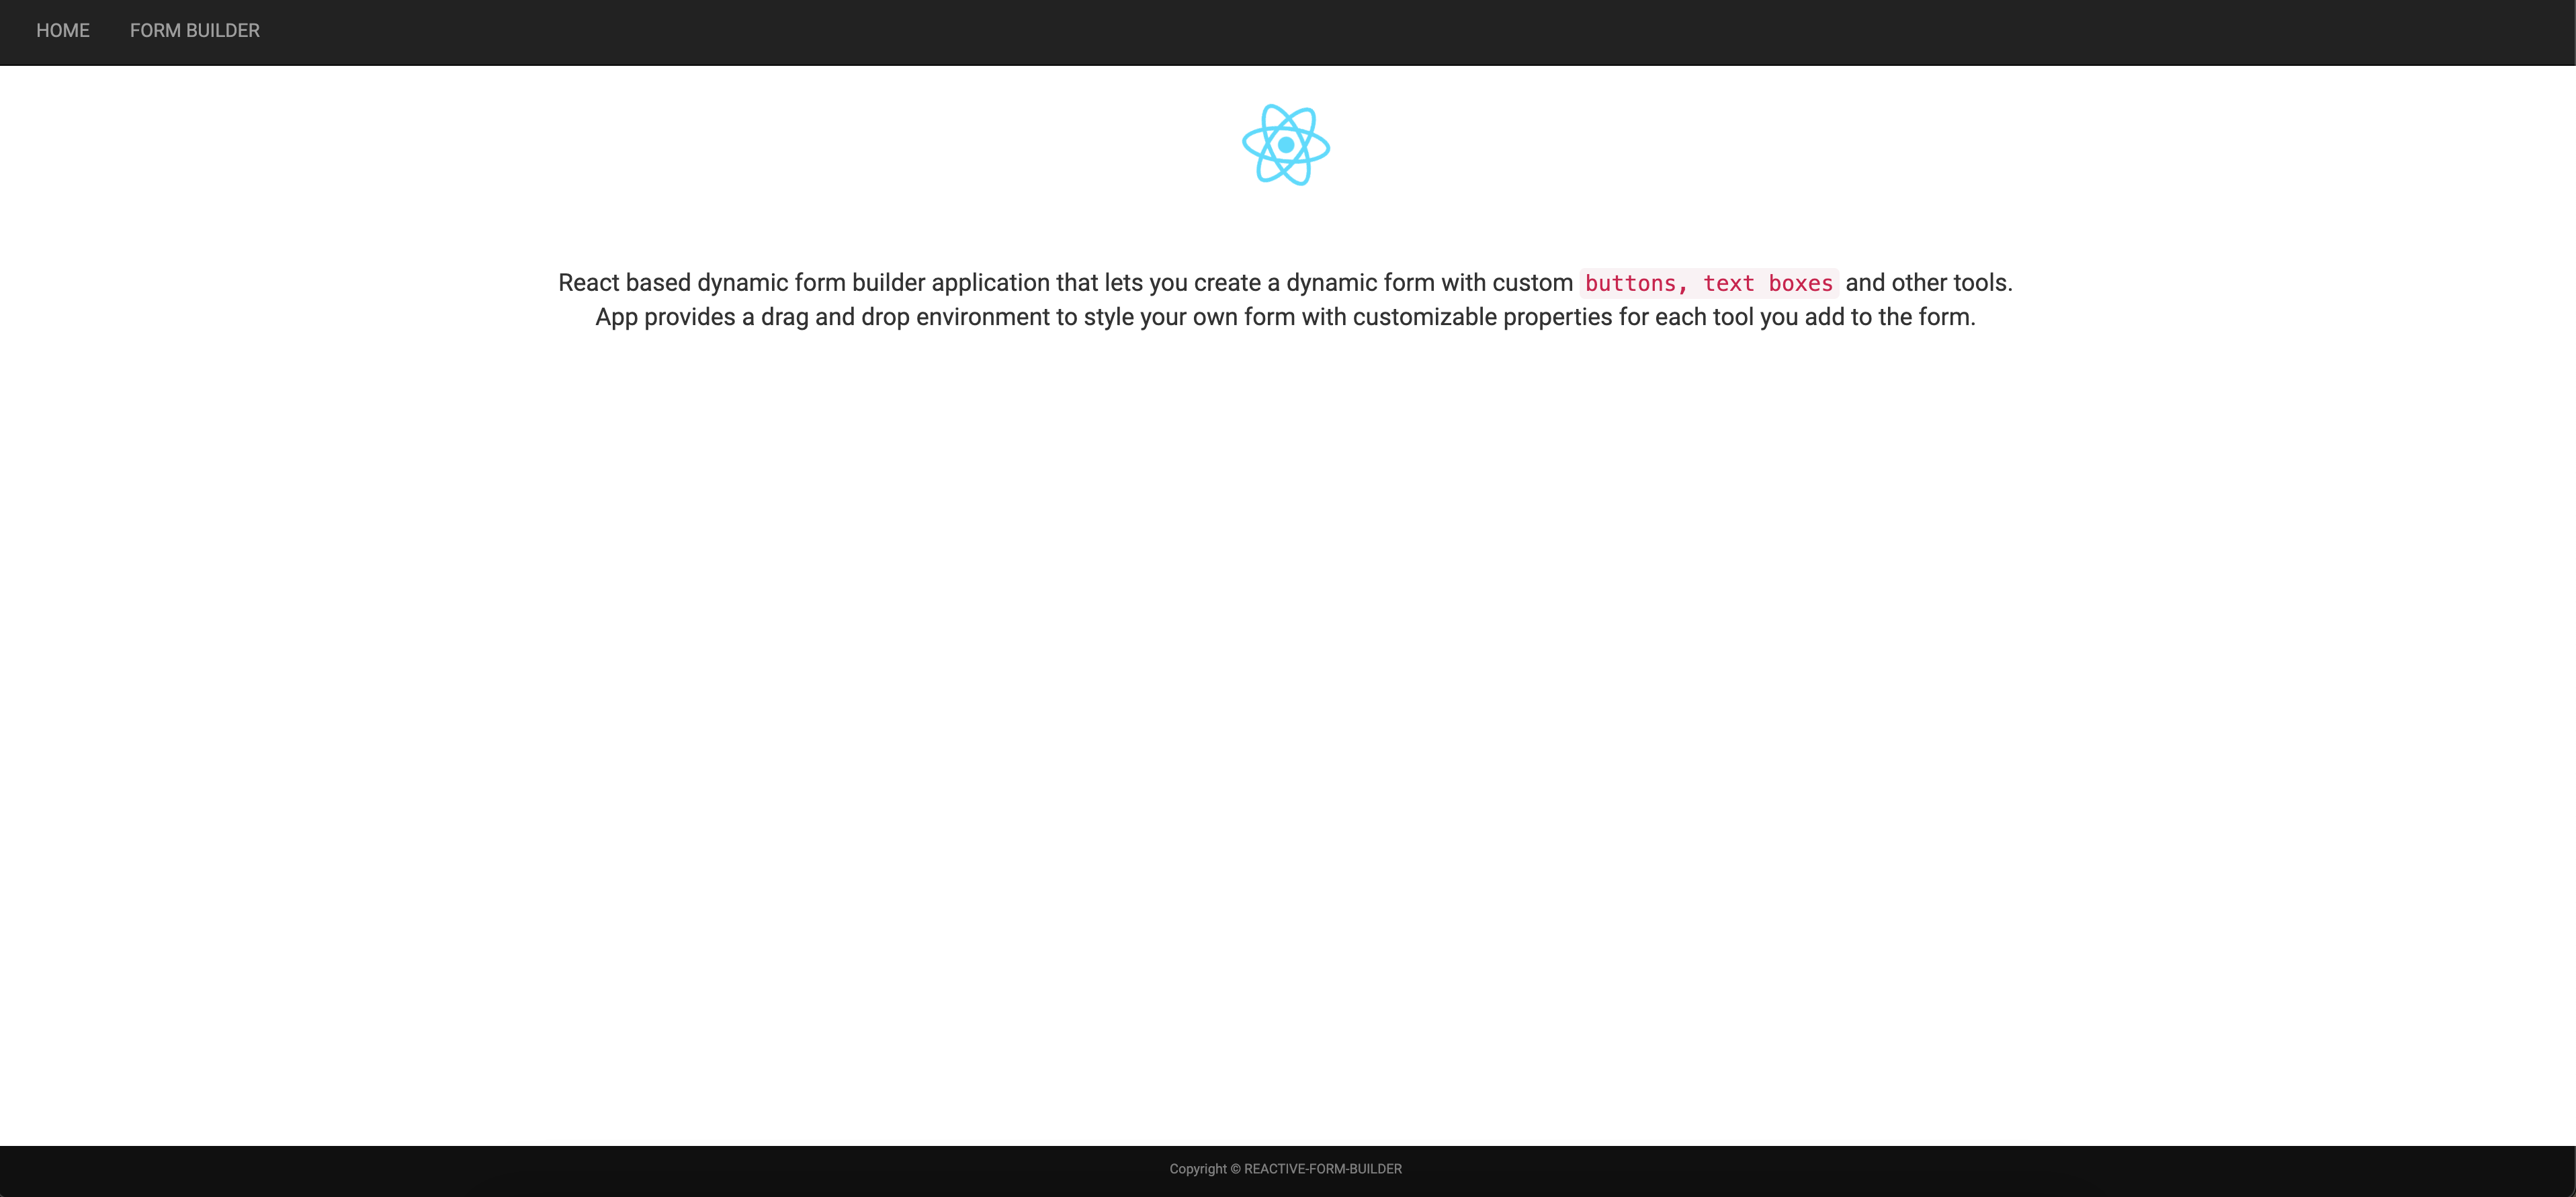 HOME FORM BUILDER
React based dynamic form builder application that lets you create a dynamic form with custom buttons, text boxes and other tools.
App provides a drag and drop environment to style your own form with customizable properties for each tool you add to the form.
Copyright © REACTIVE-FORM-BUILDER